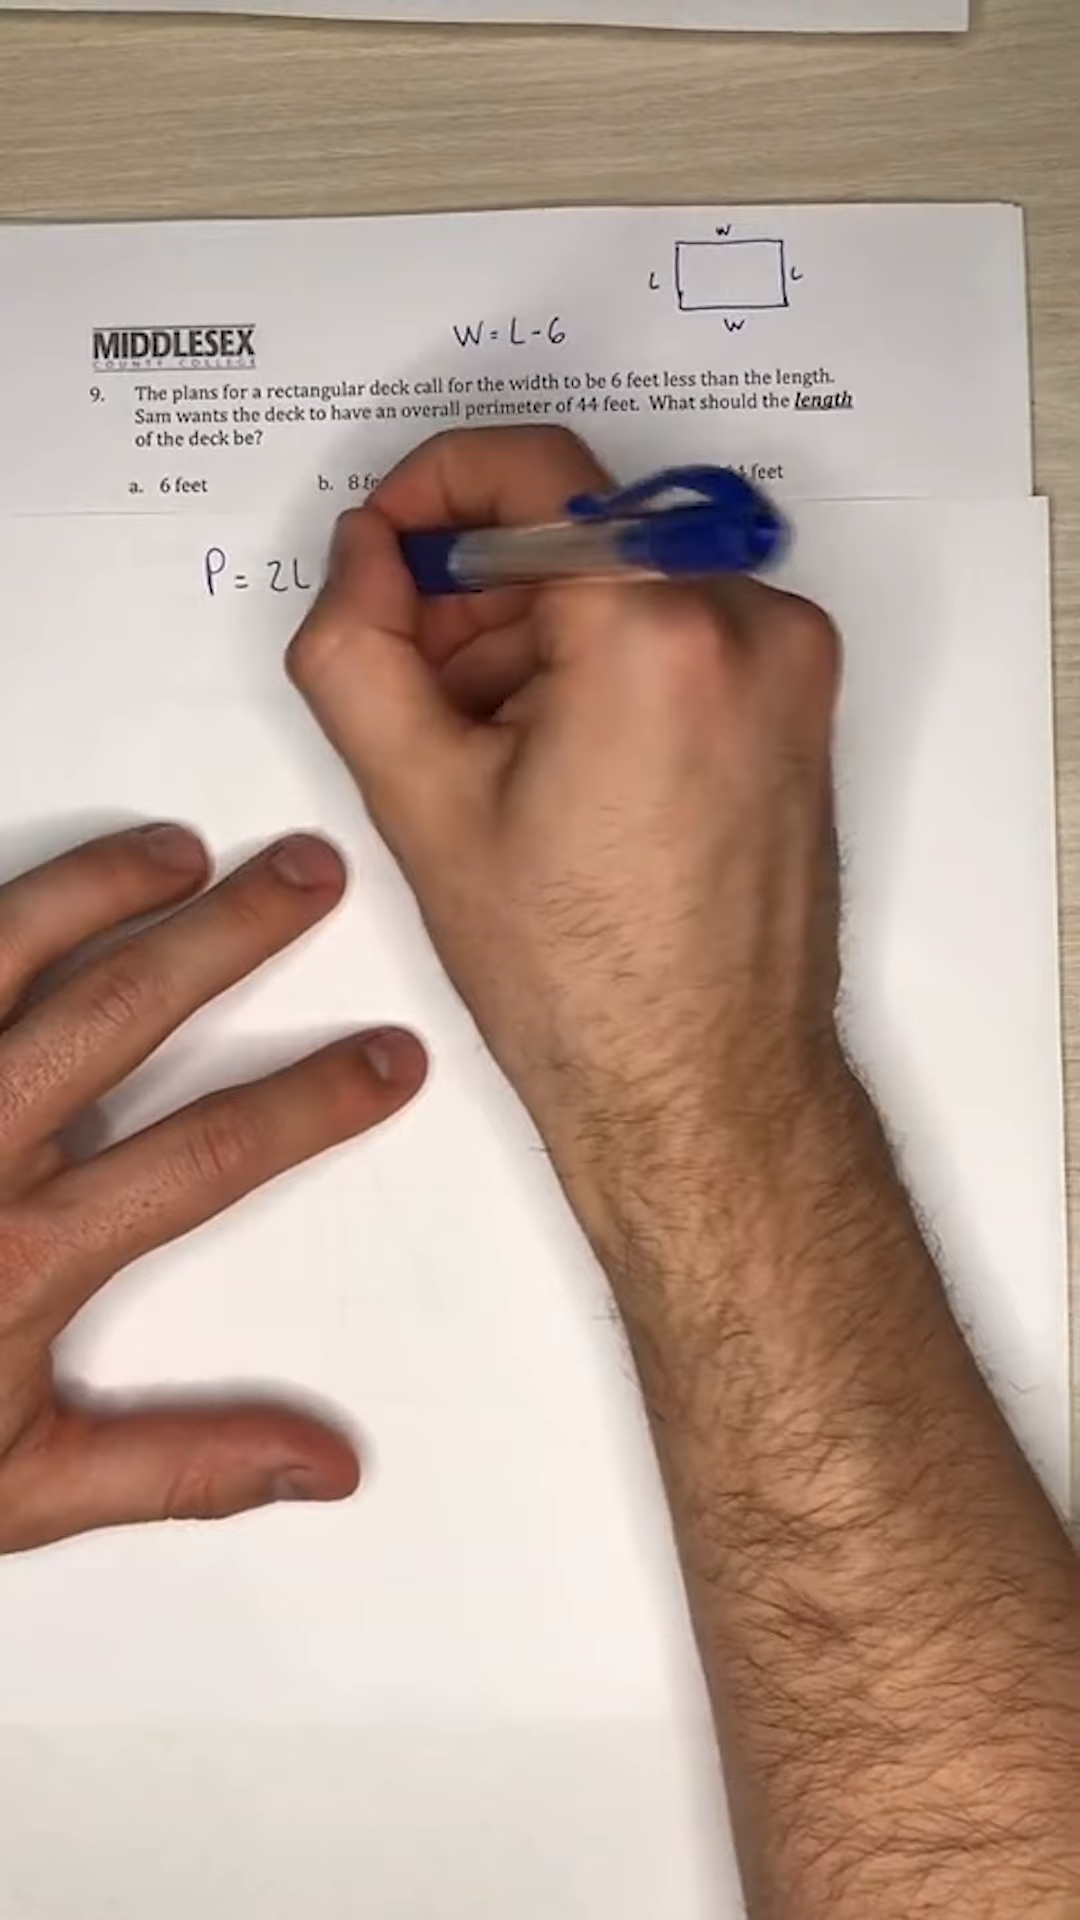 W
L
L
W
W = L - 6
MIDDLESEX
COUNTY COLLEGE
9. The plans for a rectangular deck call for the width to be 6 feet less than the length.
Sam wants the deck to have an overall perimeter of 44 feet. What should the length
of the deck be?
a. 6 feet b. 8 feet
P = 2L